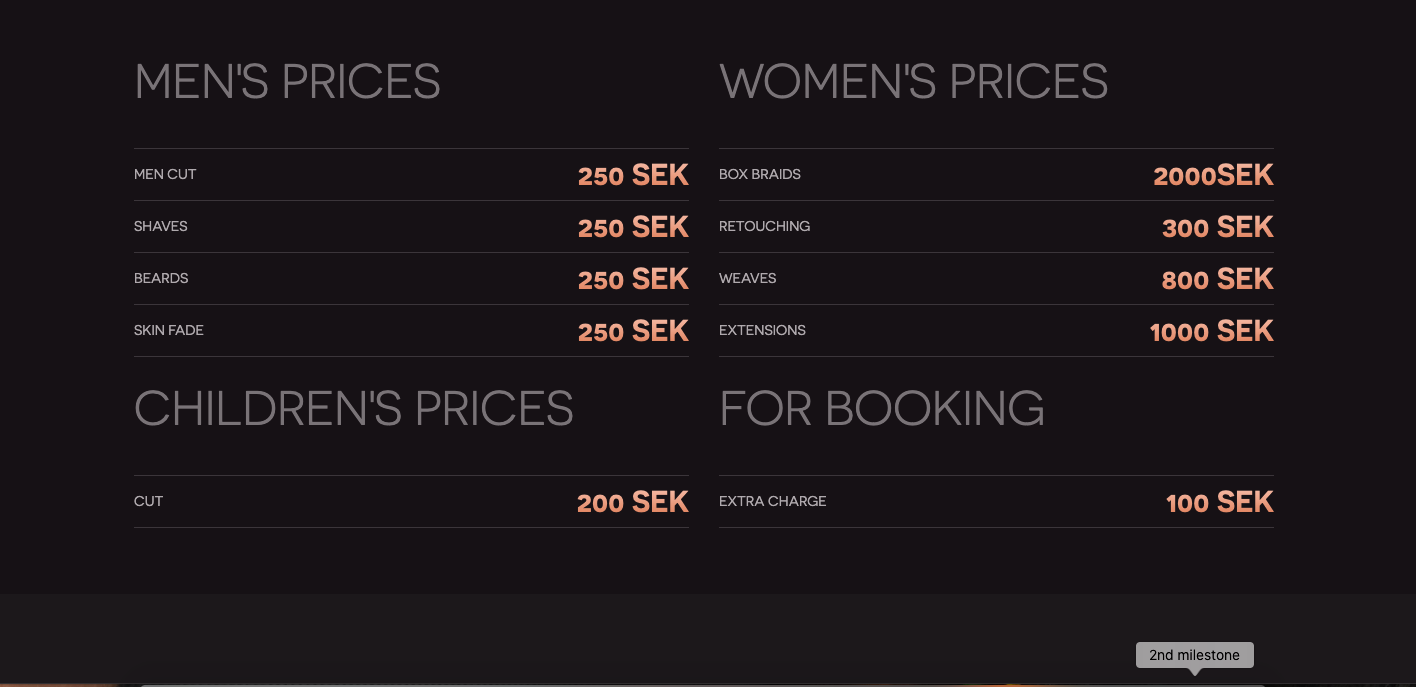 MEN'S PRICES
MEN CUT 250 SEK
SHAVES 250 SEK
BEARDS 250 SEK
SKIN FADE 250 SEK
WOMEN'S PRICES
BOX BRAIDS 2000SEK
RETOUCHING 300 SEK
WEAVES 800 SEK
EXTENSIONS 1000 SEK
CHILDREN'S PRICES
CUT 200 SEK
FOR BOOKING
EXTRA CHARGE 100 SEK
2nd milestone